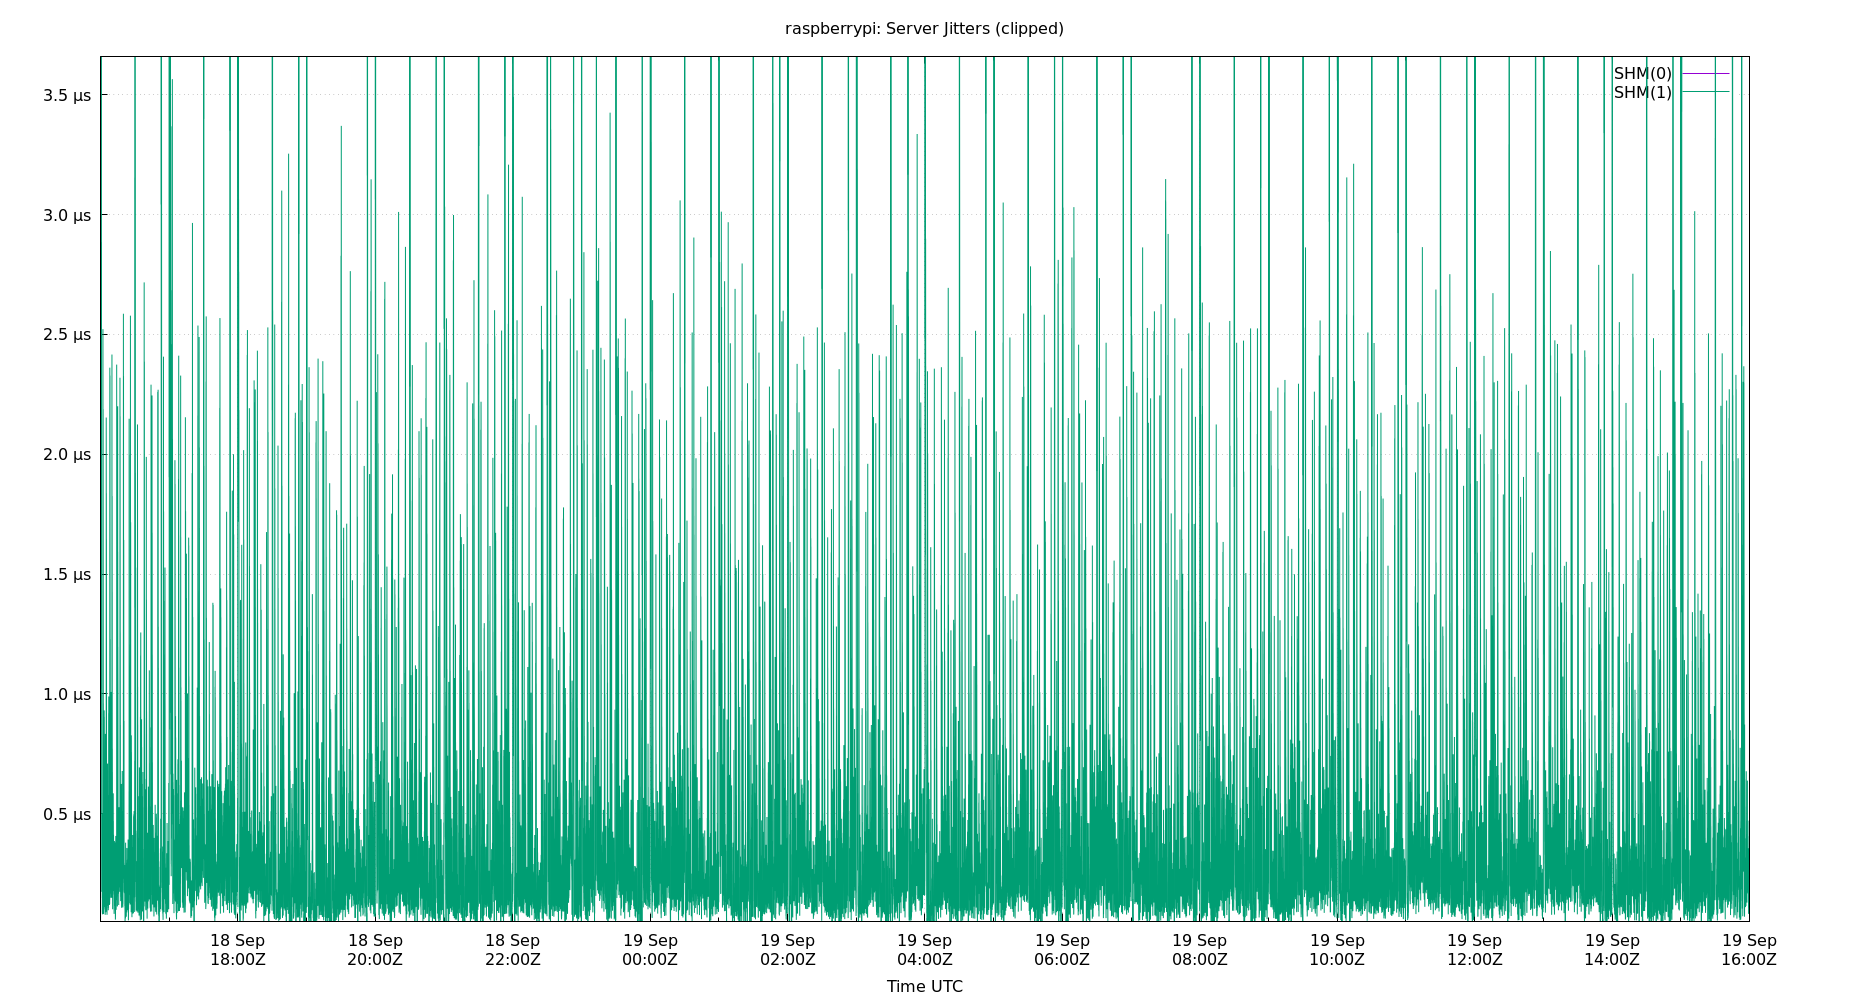 raspberrypi: Server Jitters (clipped)
SHM(0)
SHM(1)
3.5 µs
3.0 µs
2.5 µs
2.0 µs
1.5 µs
1.0 µs
0.5 µs
18 Sep 18 Sep 18 Sep 19 Sep 19 Sep 19 Sep 19 Sep 19 Sep 19 Sep 19 Sep 19 Sep 19 Sep
18:00Z 20:00Z 22:00Z 00:00Z 02:00Z 04:00Z 06:00Z 08:00Z 10:00Z 12:00Z 14:00Z 16:00Z
Time UTC